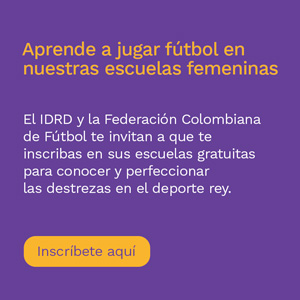 Aprende a jugar fútbol en
nuestras escuelas femeninas
El IDRD y la Federación Colombiana
de Fútbol te invitan a que te
inscribas en sus escuelas gratuitas
para conocer y perfeccionar
las destrezas en el deporte rey.
Inscríbete aquí